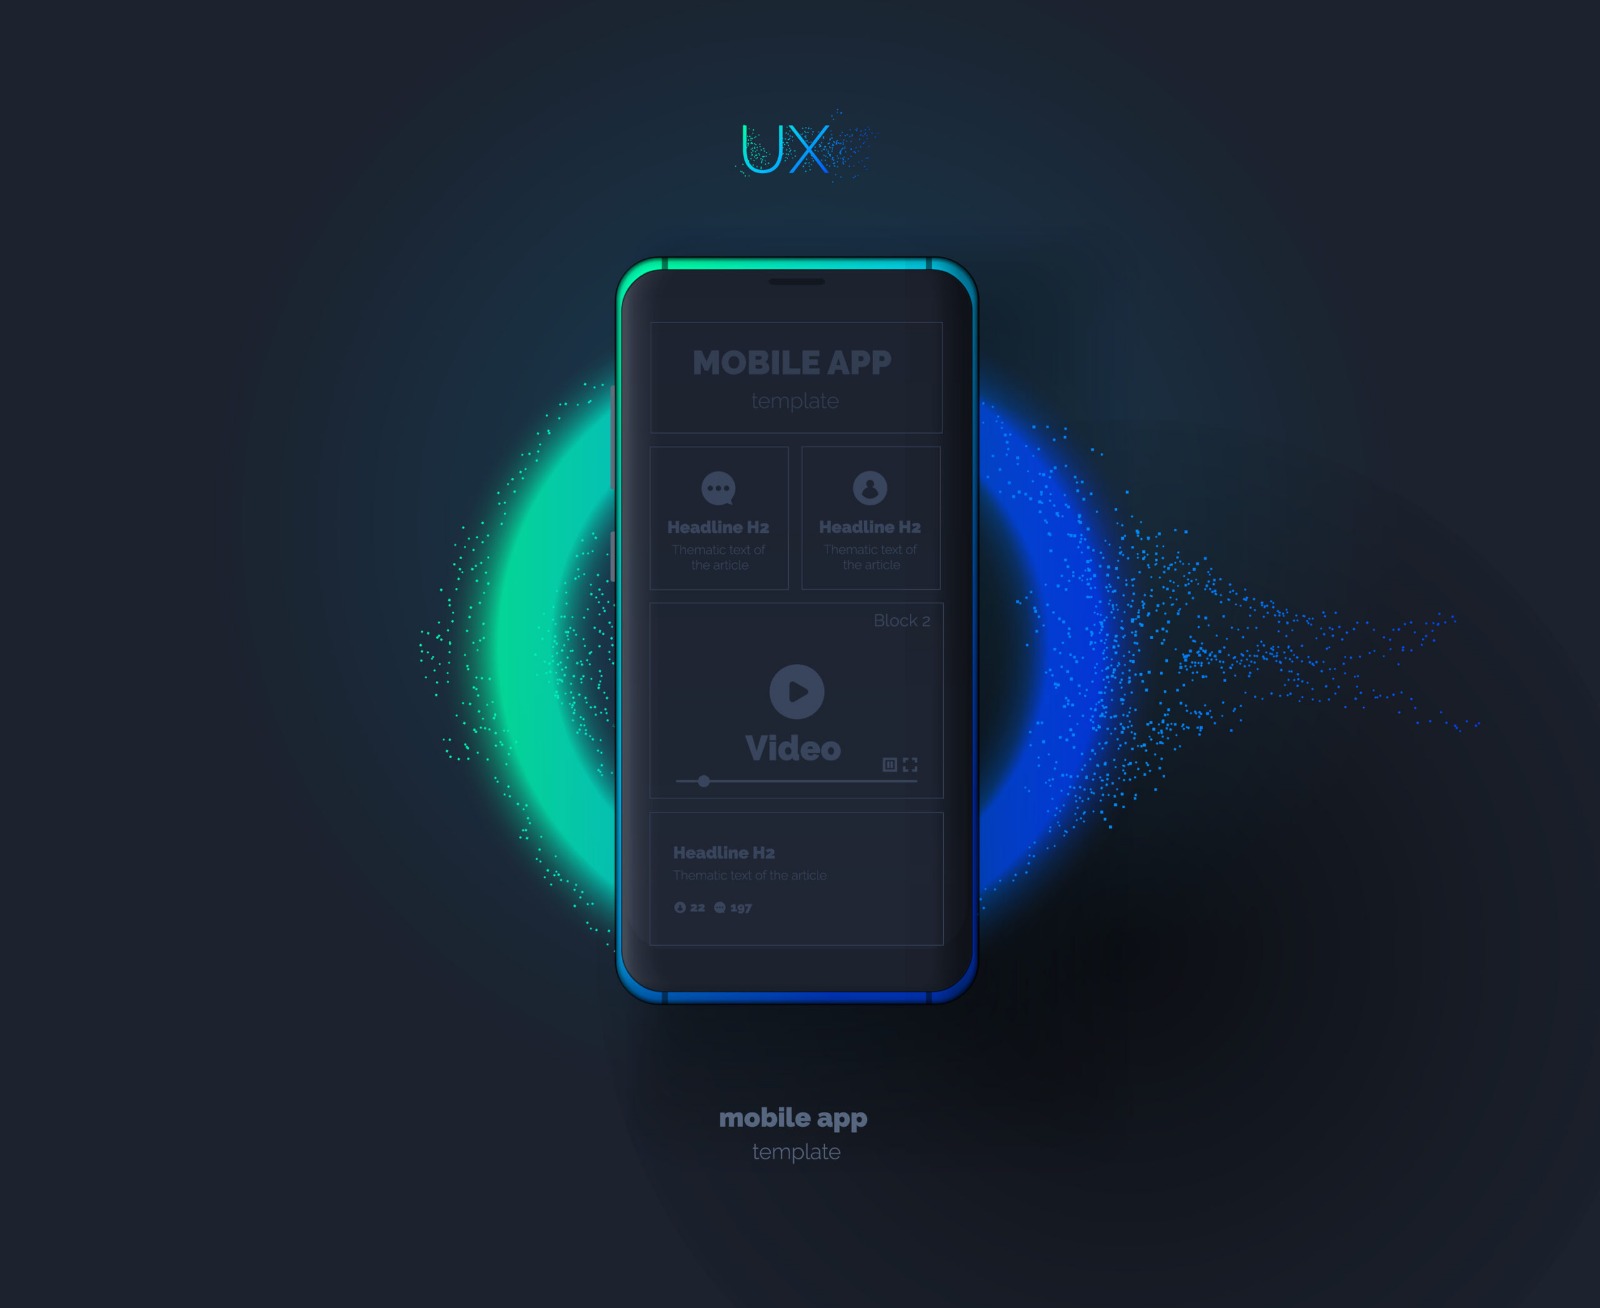 UX
MOBILE APP
template
Headline H2
Thematic text of
the article
Headline H2
Thematic text of
the article
Block 2
Video
Headline H2
Thematic text of the article
22 197
mobile app
template